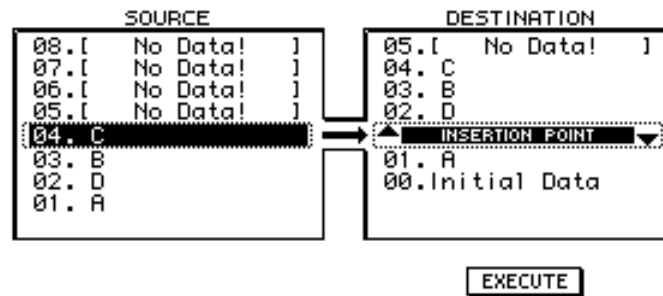 SOURCE
08.[ No Data! ]
07.[ No Data! ]
06.[ No Data! ]
05.[ No Data! ]
04. C
03. B
02. D
01. A
DESTINATION
05.[ No Data! ]
04. C
03. B
02. D
INSERTION POINT
01. A
00.Initial Data
EXECUTE